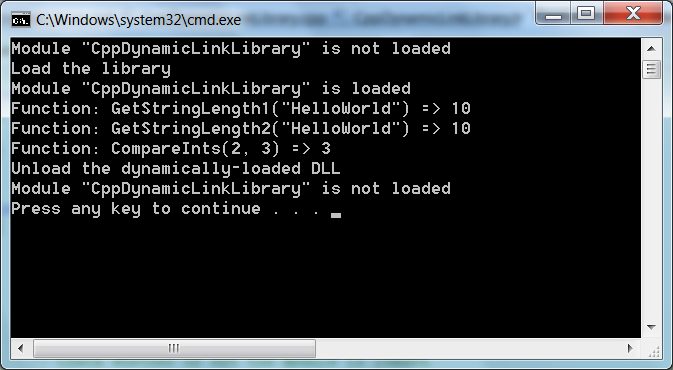 C:\Windows\system32\cmd.exe
Module "CppDynamicLinkLibrary" is not loaded
Load the library
Module "CppDynamicLinkLibrary" is loaded
Function: GetStringLength1("HelloWorld") => 10
Function: GetStringLength2("HelloWorld") => 10
Function: CompareInts(2, 3) => 3
Unload the dynamically-loaded DLL
Module "CppDynamicLinkLibrary" is not loaded
Press any key to continue . . .